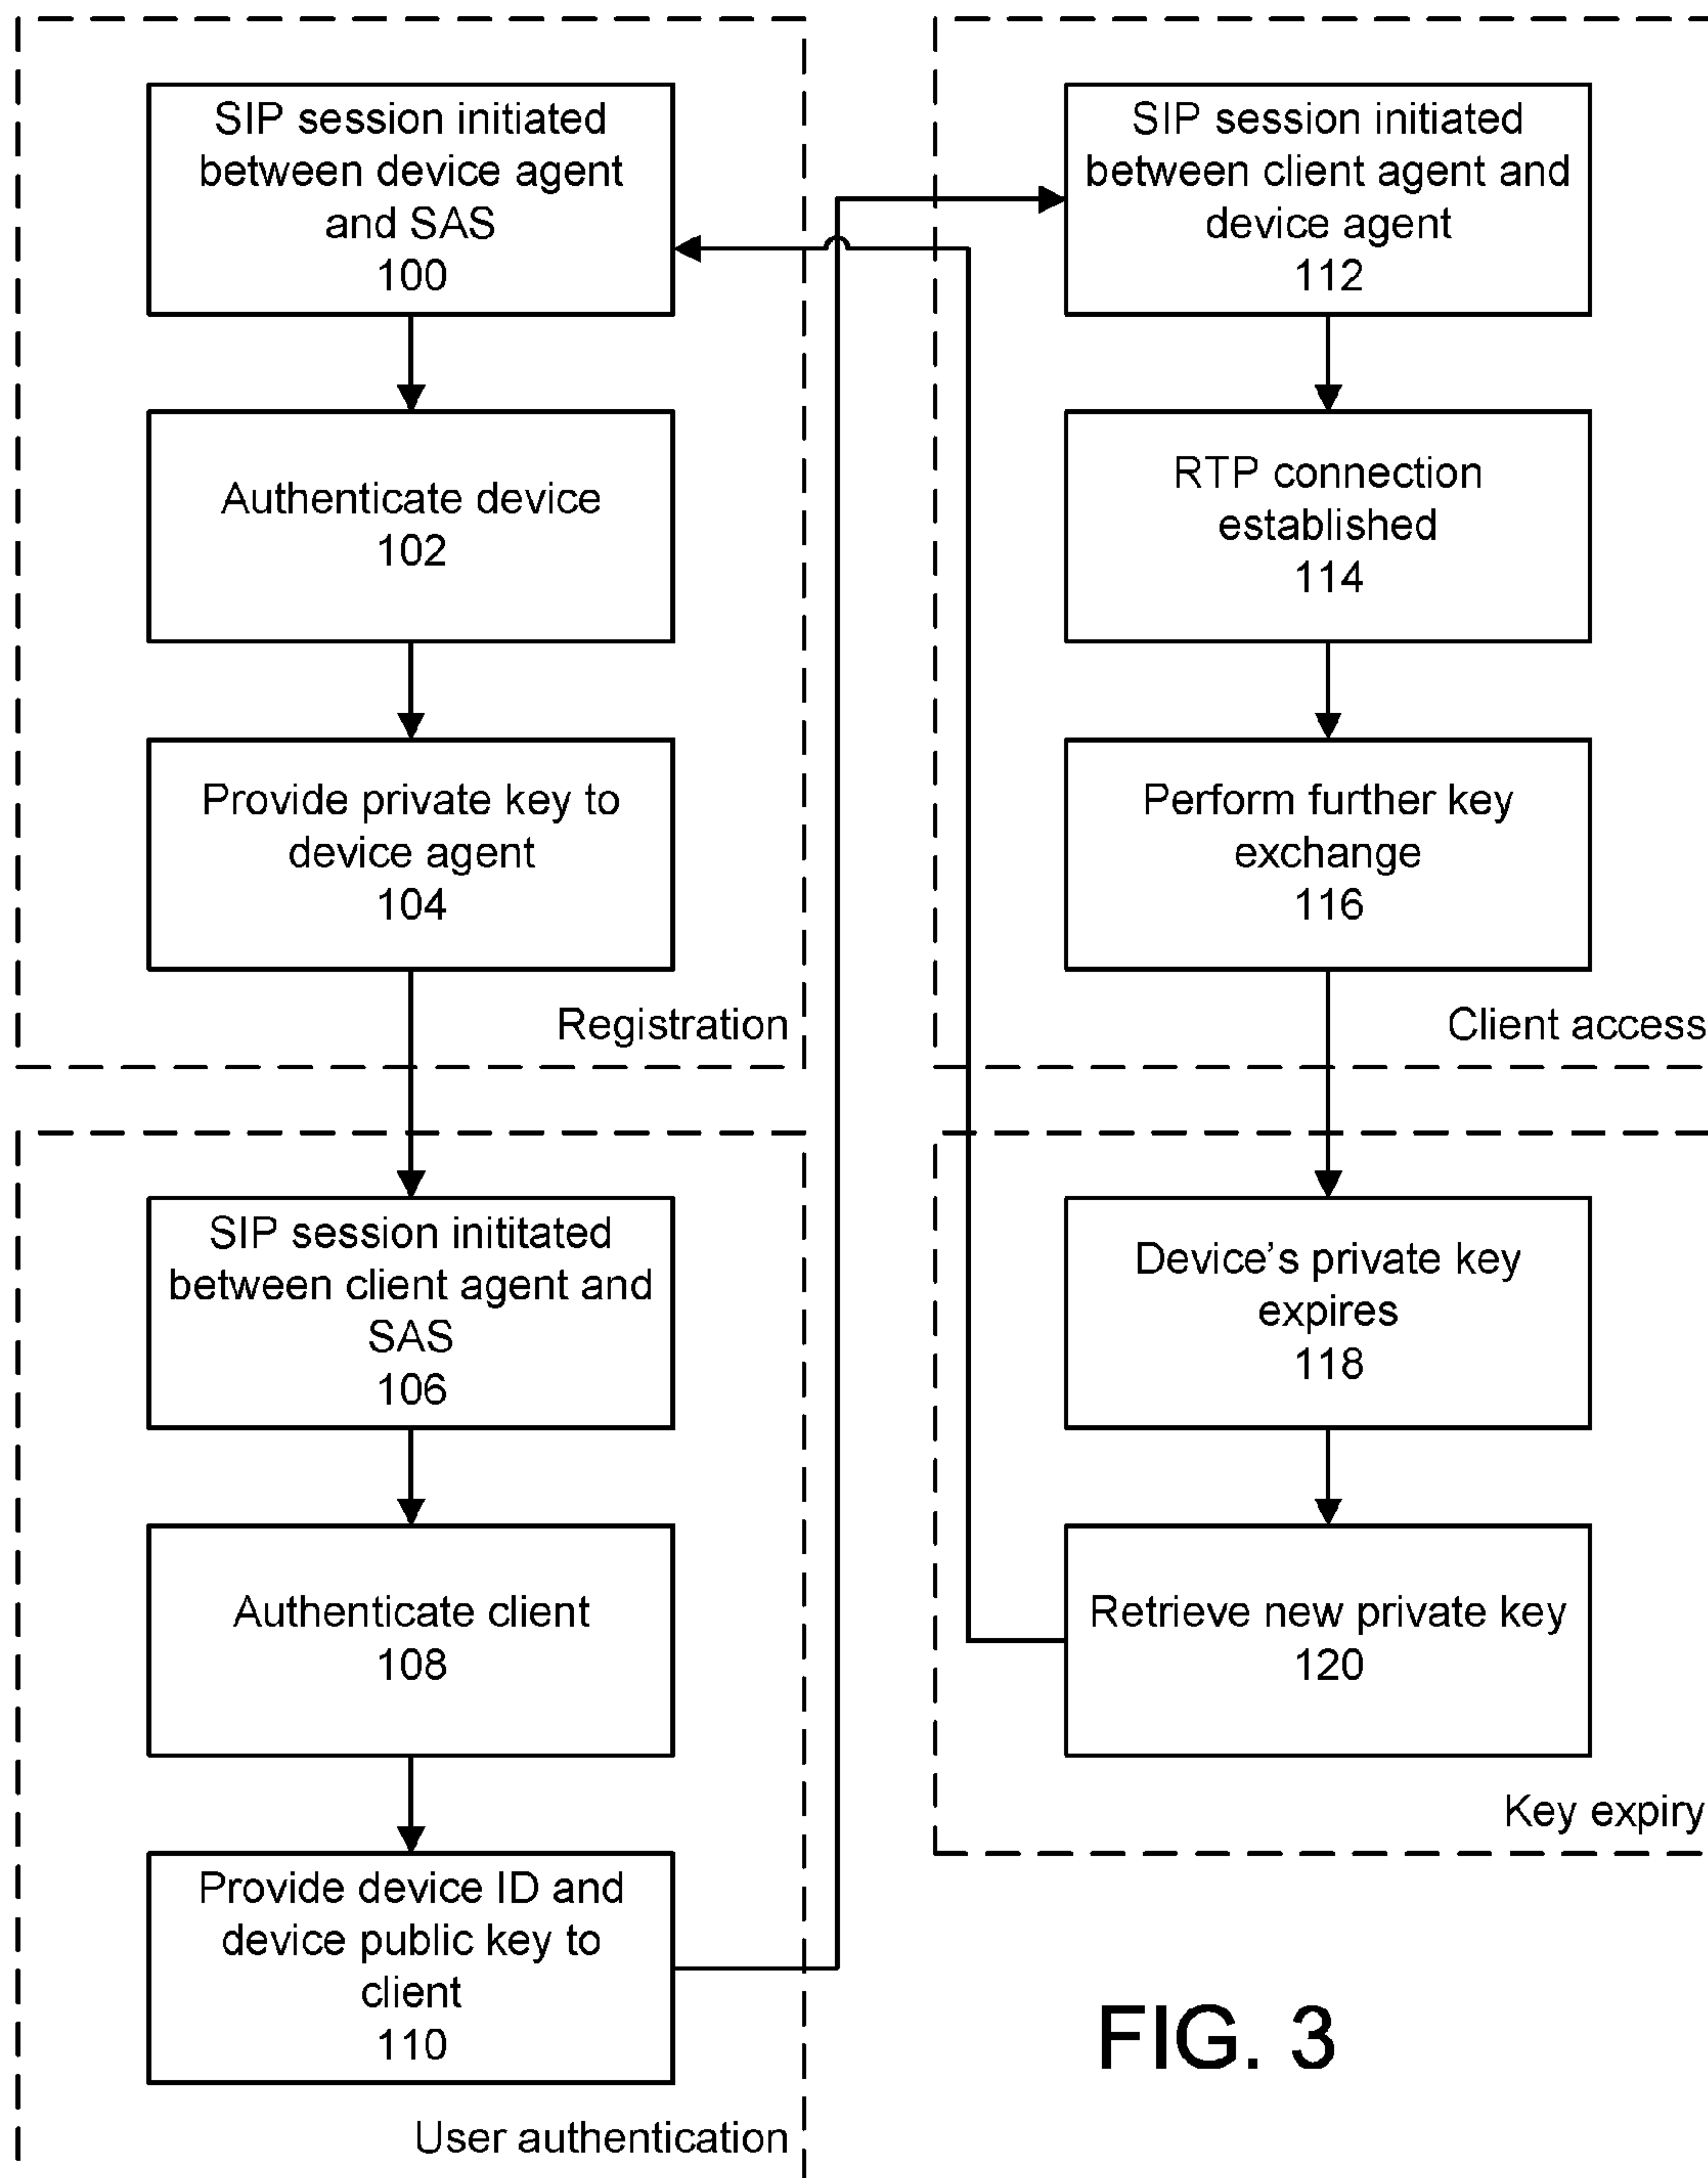 SIP session initiated
between device agent
and SAS
100
Authenticate device
102
Provide private key to
device agent
104
Registration
SIP session inititated
between client agent and
SAS
106
Authenticate client
108
Provide device ID and
device public key to
client
110
User authentication
SIP session initiated
between client agent and
device agent
112
RTP connection
established
114
Perform further key
exchange
116
Client access
Device’s private key
expires
118
Retrieve new private key
120
Key expiry
FIG. 3